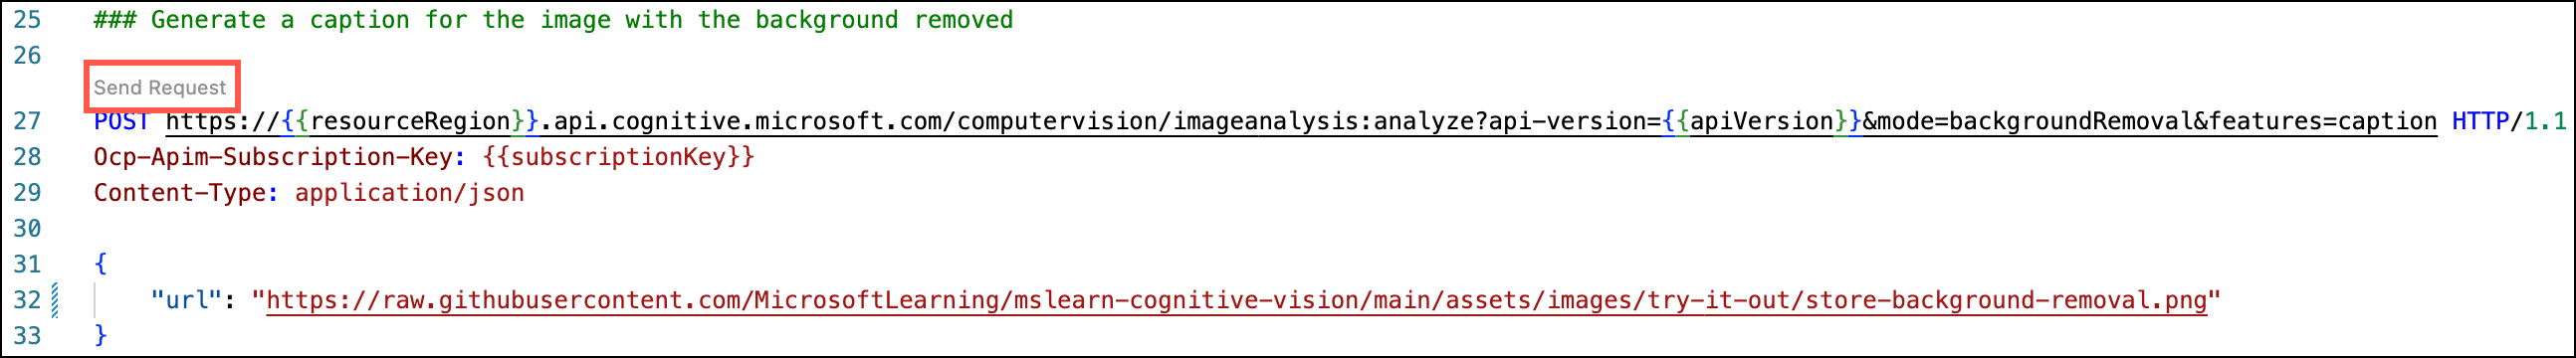 25 ### Generate a caption for the image with the background removed
26
Send Request
27 POST https://{{resourceRegion}}.api.cognitive.microsoft.com/computervision/imageanalysis:analyze?api-version={{apiVersion}}&mode=backgroundRemoval&features=caption HTTP/1.1
28 Ocp-Apim-Subscription-Key: {{subscriptionKey}}
29 Content-Type: application/json
30
31 {
32 "url": "https://raw.githubusercontent.com/MicrosoftLearning/mslearn-cognitive-vision/main/assets/images/try-it-out/store-background-removal.png"
33 }